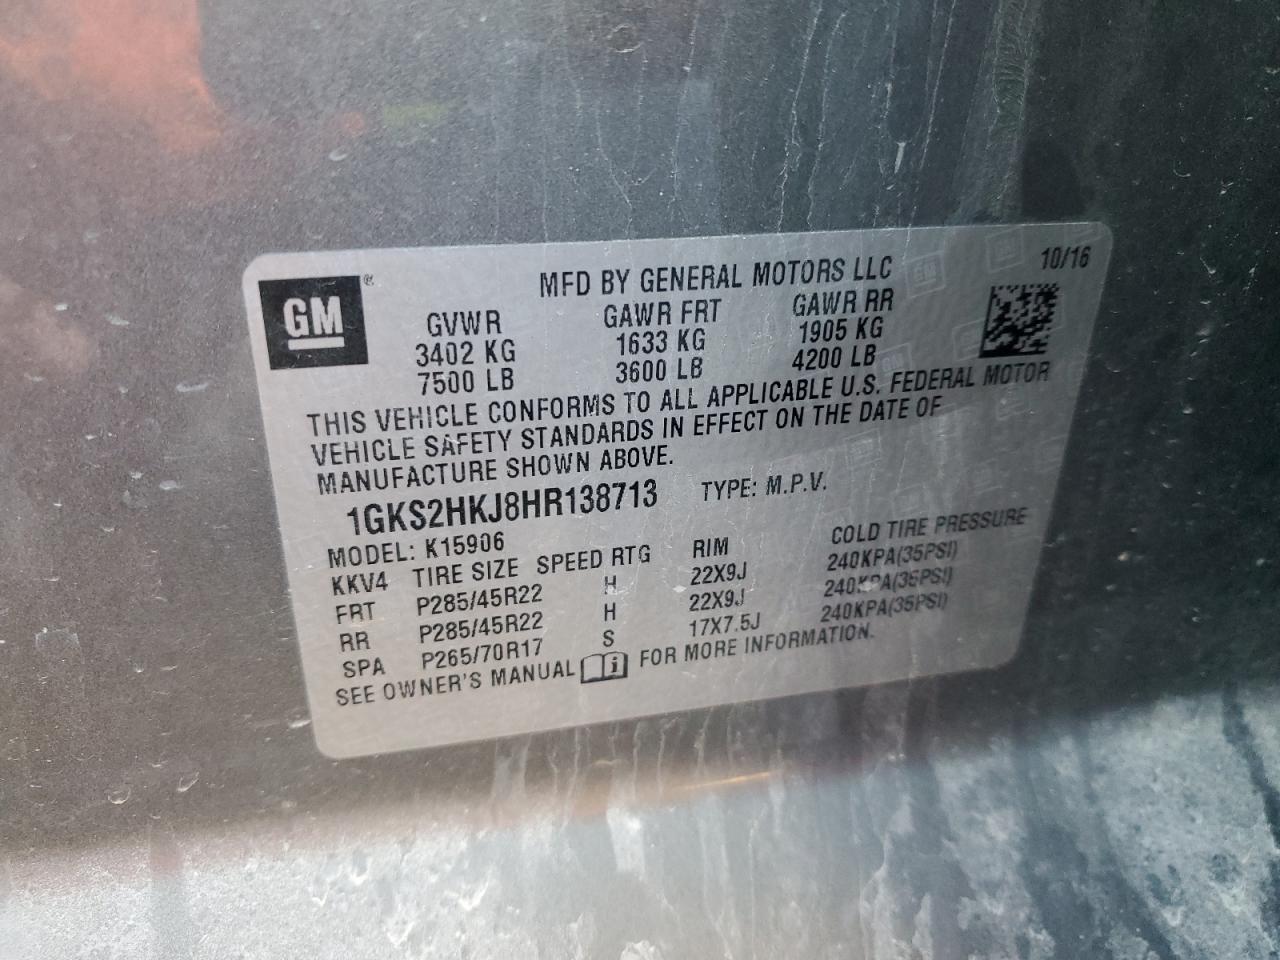 GM®
MFD BY GENERAL MOTORS LLC 10/16
GVWR GAWR FRT GAWR RR
3402 KG 1633 KG 1905 KG
7500 LB 3600 LB 4200 LB
THIS VEHICLE CONFORMS TO ALL APPLICABLE U.S. FEDERAL MOTOR
VEHICLE SAFETY STANDARDS IN EFFECT ON THE DATE OF
MANUFACTURE SHOWN ABOVE.
1GKS2HKJ8HR138713 TYPE: M.P.V.
MODEL: K15906
KKV4 TIRE SIZE SPEED RTG RIM COLD TIRE PRESSURE
FRT P285/45R22 H 22X9J 240KPA(35PSI)
RR P285/45R22 H 22X9J 240KPA(35PSI)
SPA P265/70R17 S 17X7.5J 240KPA(35PSI)
SEE OWNER'S MANUAL i FOR MORE INFORMATION.